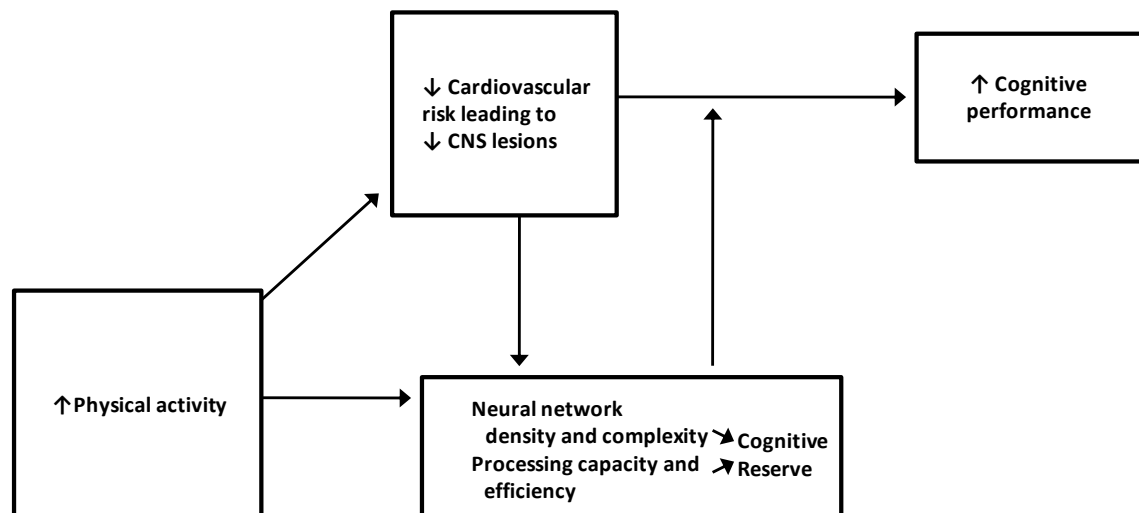 ↓ Cardiovascular
risk leading to
↓ CNS lesions
↑ Cognitive
performance
↑Physical activity
Neural network
density and complexity
Processing capacity and
efficiency
Cognitive
Reserve